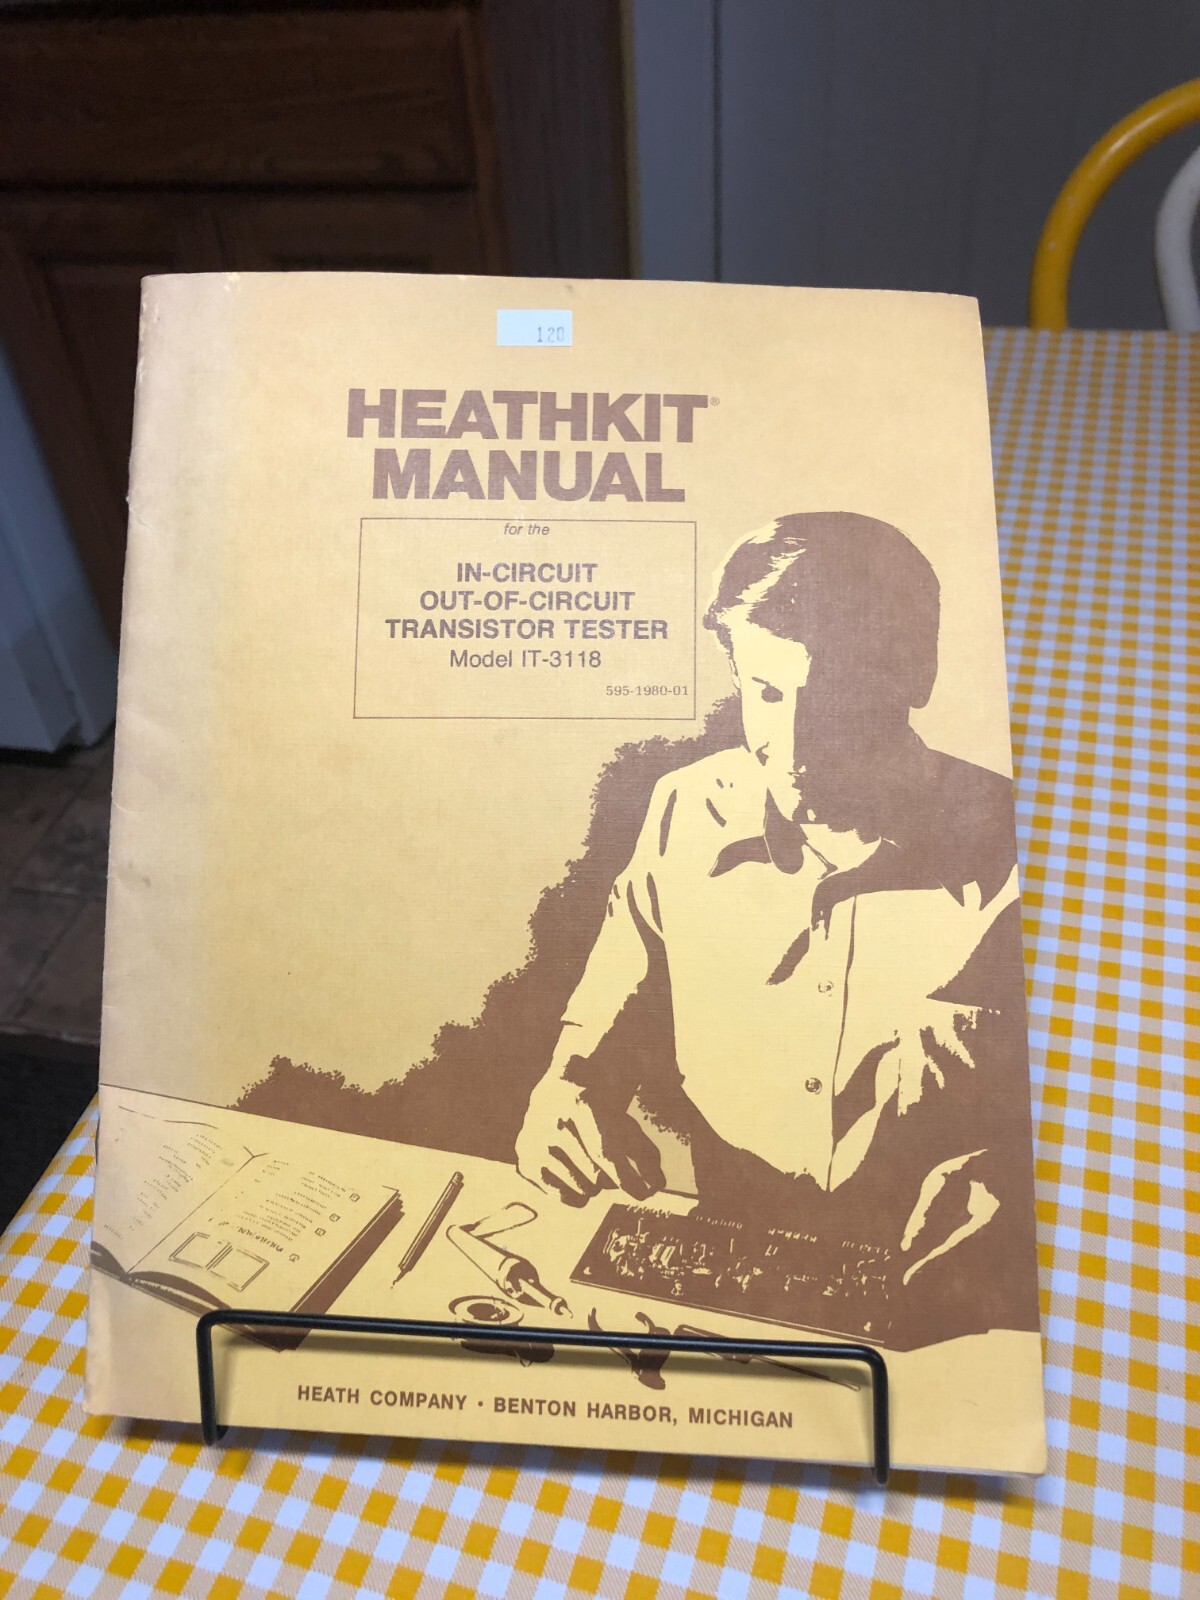 120
HEATHKIT®
MANUAL
for the
IN-CIRCUIT
OUT-OF-CIRCUIT
TRANSISTOR TESTER
Model IT-3118
595-1980-01
HEATH COMPANY • BENTON HARBOR, MICHIGAN